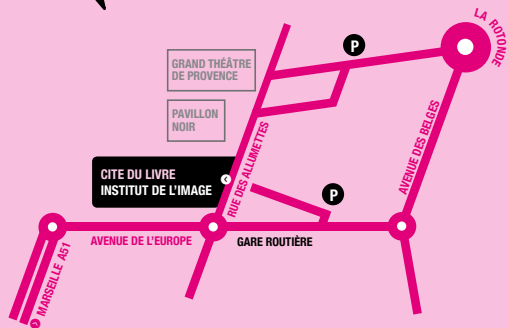 LA ROTONDE
P
GRAND THÉÂTRE
DE PROVENCE
PAVILLON
NOIR
RUE DES ALLUMETTES
AVENUE DES BELGES
CITE DU LIVRE
INSTITUT DE L'IMAGE
P
AVENUE DE L'EUROPE
GARE ROUTIÈRE
MARSEILLE A51